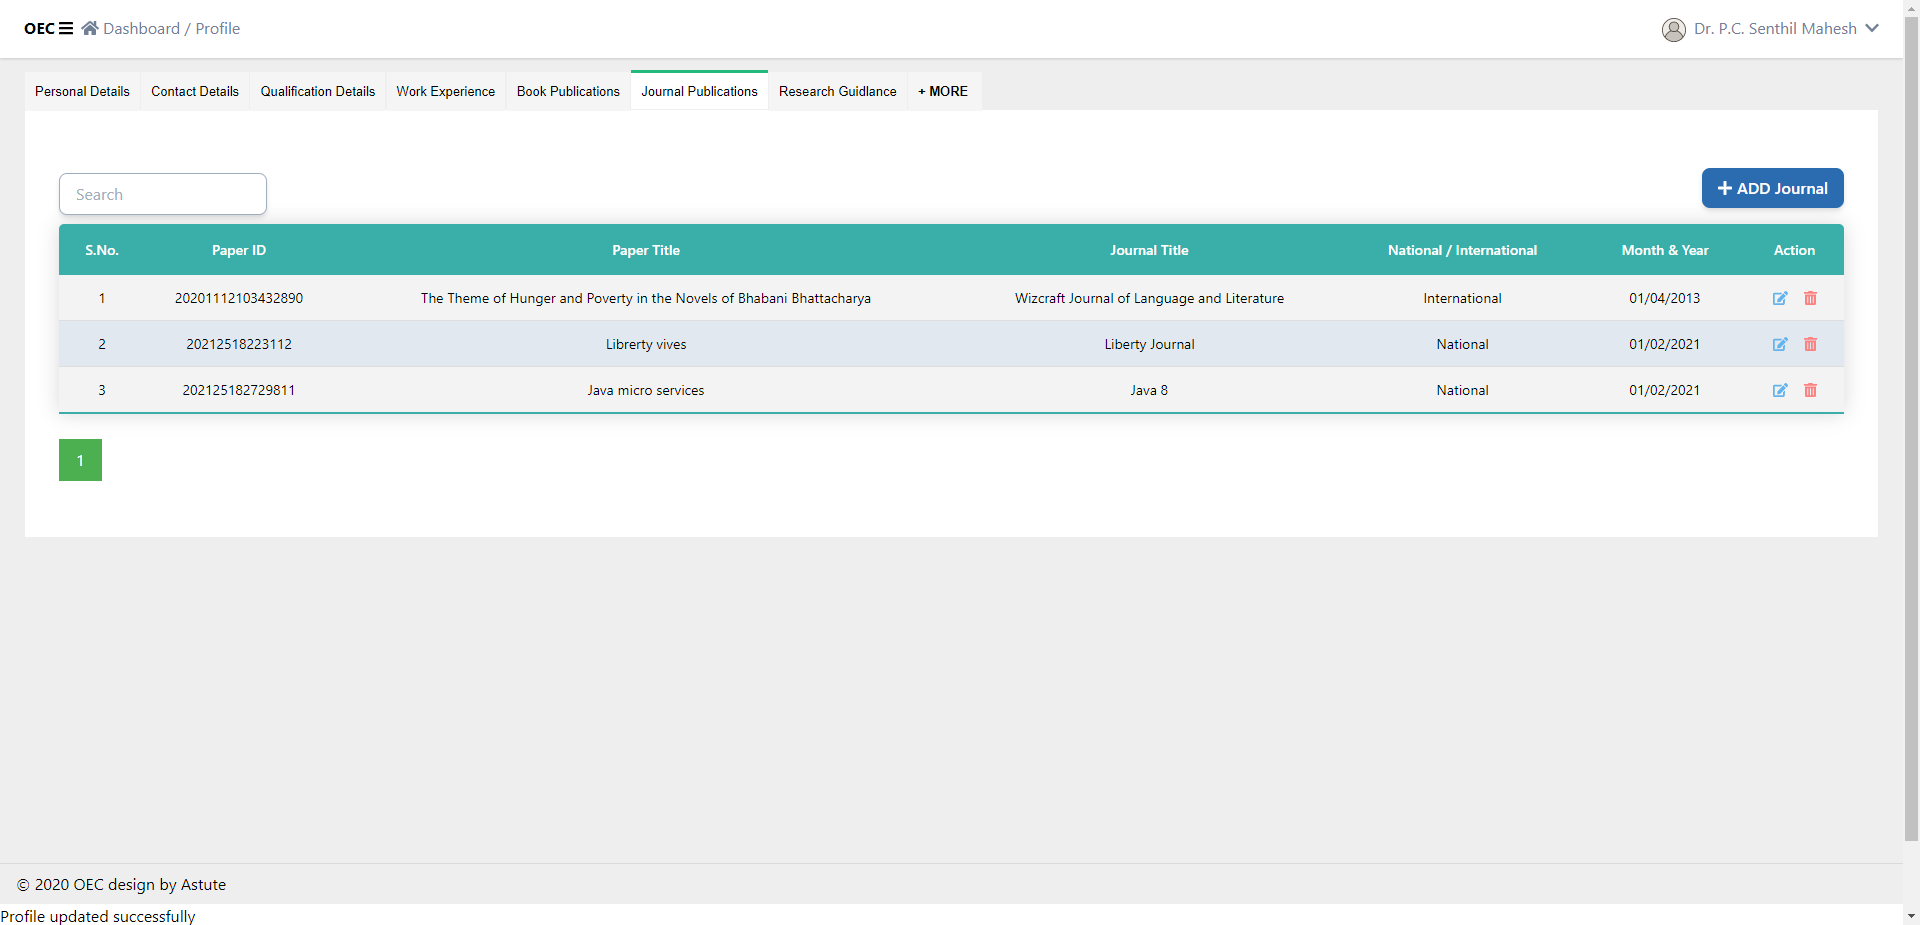 OEC Dashboard / Profile Dr. P.C. Senthil Mahesh
Personal Details Contact Details Qualification Details Work Experience Book Publications Journal Publications Research Guidlance + MORE
Search
ADD Journal
S.No. Paper ID Paper Title Journal Title National / International Month & Year Action
1 20201112103432890 The Theme of Hunger and Poverty in the Novels of Bhabani Bhattacharya Wizcraft Journal of Language and Literature International 01/04/2013
2 20212518223112 Librerty vives Liberty Journal National 01/02/2021
3 202125182729811 Java micro services Java 8 National 01/02/2021
1
© 2020 OEC design by Astute
Profile updated successfully